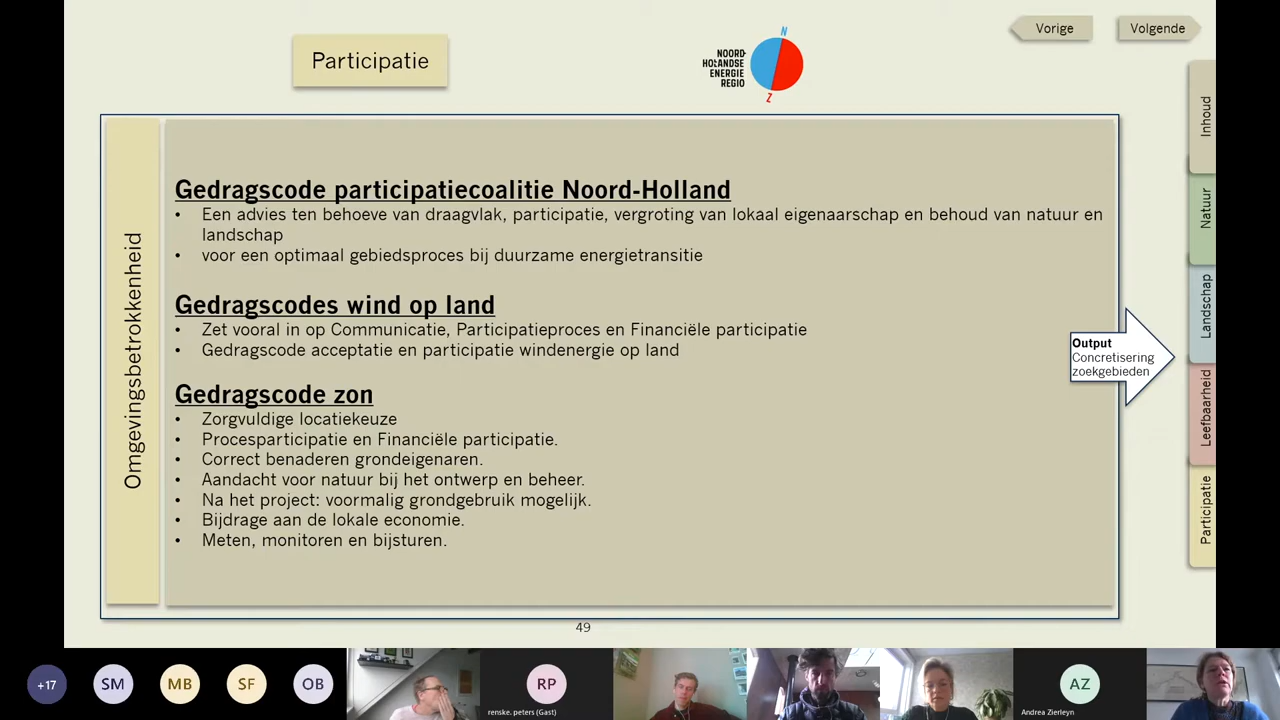 Participatie
N
NOORD-
HOLLANDSE
ENERGIE
REGIO
Z
Vorige
Volgende
Omgevingsbetrokkenheid
Gedragscode participatiecoalitie Noord-Holland
• Een advies ten behoeve van draagvlak, participatie, vergroting van lokaal eigenaarschap en behoud van natuur en
landschap
• voor een optimaal gebiedsproces bij duurzame energietransitie
Gedragscodes wind op land
• Zet vooral in op Communicatie, Participatieproces en Financiële participatie
• Gedragscode acceptatie en participatie windenergie op land
Gedragscode zon
• Zorgvuldige locatiekeuze
• Procesparticipatie en Financiële participatie.
• Correct benaderen grondeigenaren.
• Aandacht voor natuur bij het ontwerp en beheer.
• Na het project: voormalig grondgebruik mogelijk.
• Bijdrage aan de lokale economie.
• Meten, monitoren en bijsturen.
Output
Concretisering
zoekgebieden
Inhoud
Natuur
Landschap
Leefbaarheid
Participatie
49
+17
SM
MB
SF
OB
RP
renske. peters (Gast)
AZ
Andrea Zierleyn